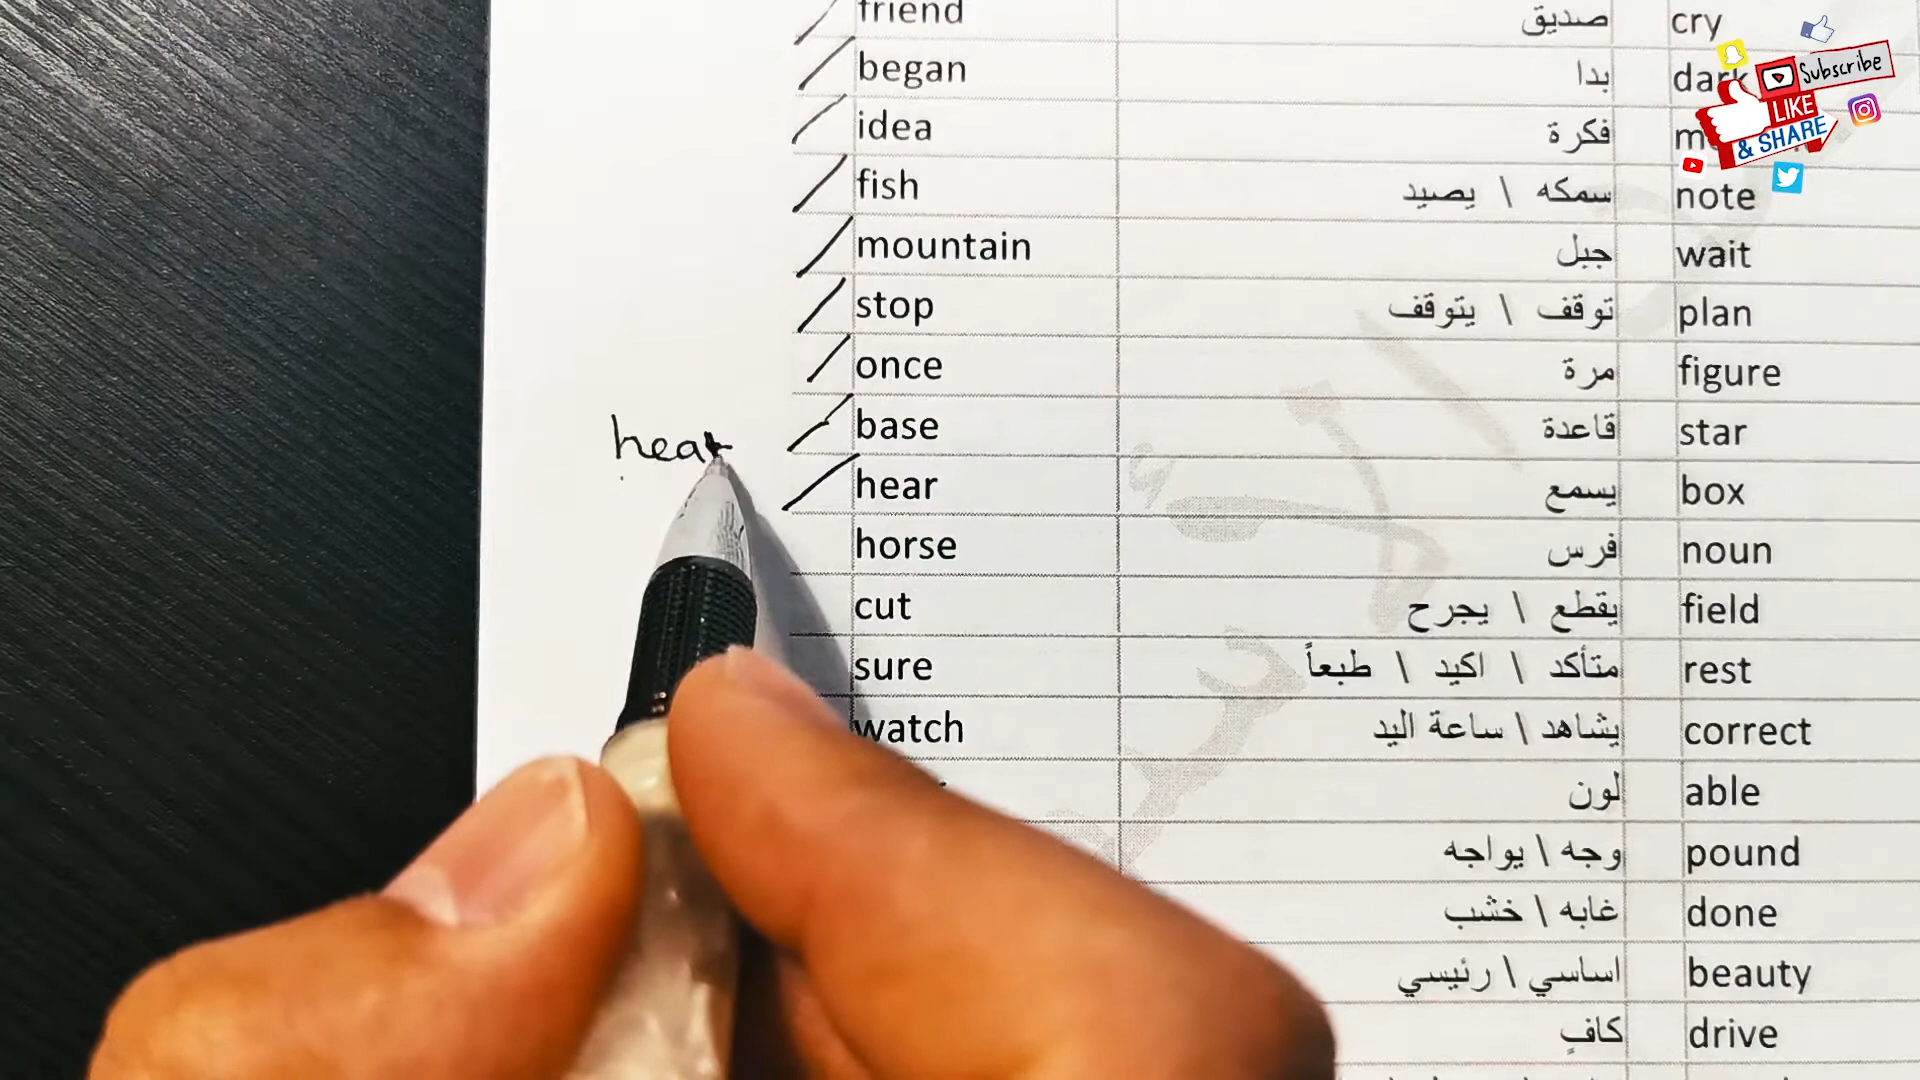 friend صديق cry
began بدا dark
idea فكرة
fish سمكه \ يصيد note
mountain جبل wait
stop توقف \ يتوقف plan
once مرة figure
base قاعدة star
hear يسمع box
horse فرس noun
cut يقطع \ يجرح field
sure متأكد \ اكيد \ طبعاً rest
watch يشاهد \ ساعة اليد correct
لون able
وجه \ يواجه pound
غابه \ خشب done
اساسي \ رئيسي beauty
كافٍ drive
Subscribe
LIKE
& SHARE